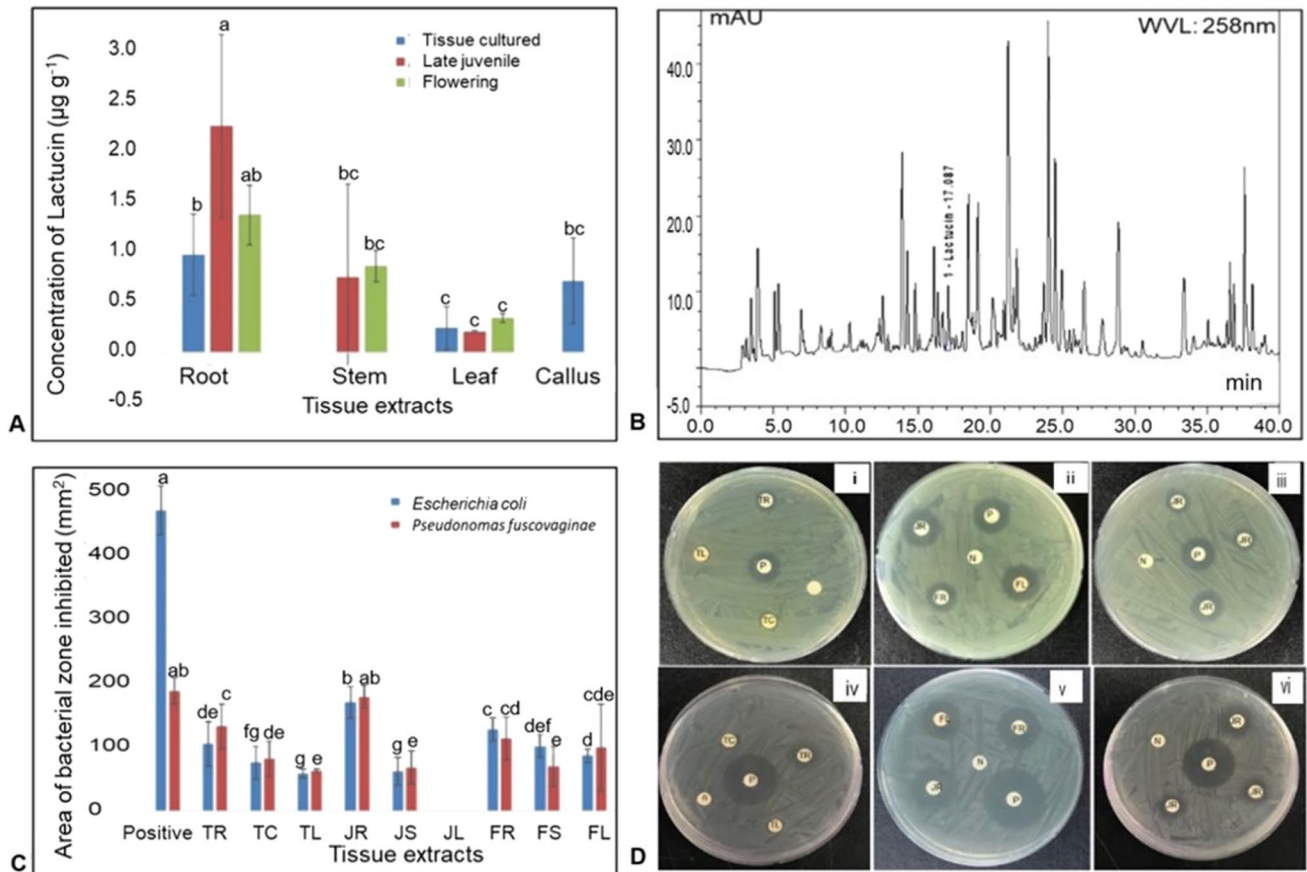 Concentration of Lactucin (µg g⁻¹)
3.0
2.5
2.0
1.5
1.0
0.5
0.0
-0.5
a
b
ab
bc
bc
c
c
c
bc
Tissue cultured
Late juvenile
Flowering
Root Stem Leaf Callus
Tissue extracts
A
mAU
WVL: 258nm
40.0
30.0
20.0
10.0
-5.0
1 - Lactucin - 17.087
min
0.0 5.0 10.0 15.0 20.0 25.0 30.0 35.0 40.0
B
Area of bacterial zone inhibited (mm²)
500
400
300
200
100
0
Escherichia coli
Pseudonomas fuscovaginae
a
ab
de c
fg de
g e
b ab
g e
c cd
def e
d cde
Positive TR TC TL JR JS JL FR FS FL
Tissue extracts
C
i
TR
TL
P
TC
ii
P
JR
N
FL
FR
iii
JR
JR
N P
JR
iv
TC
TR
P
TL
v
FR
N
JR
P
vi
JR
N
P
JR
JR
D